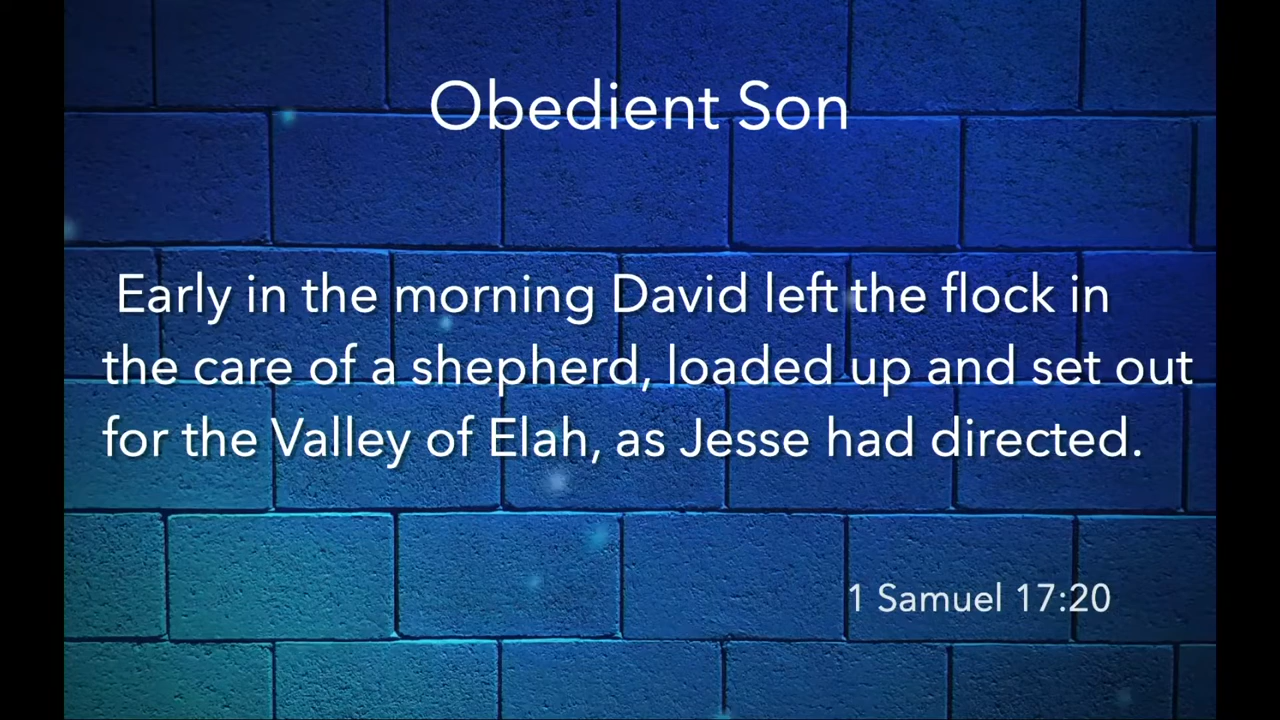 Obedient Son
Early in the morning David left the flock in
the care of a shepherd, loaded up and set out
for the Valley of Elah, as Jesse had directed.
1 Samuel 17:20